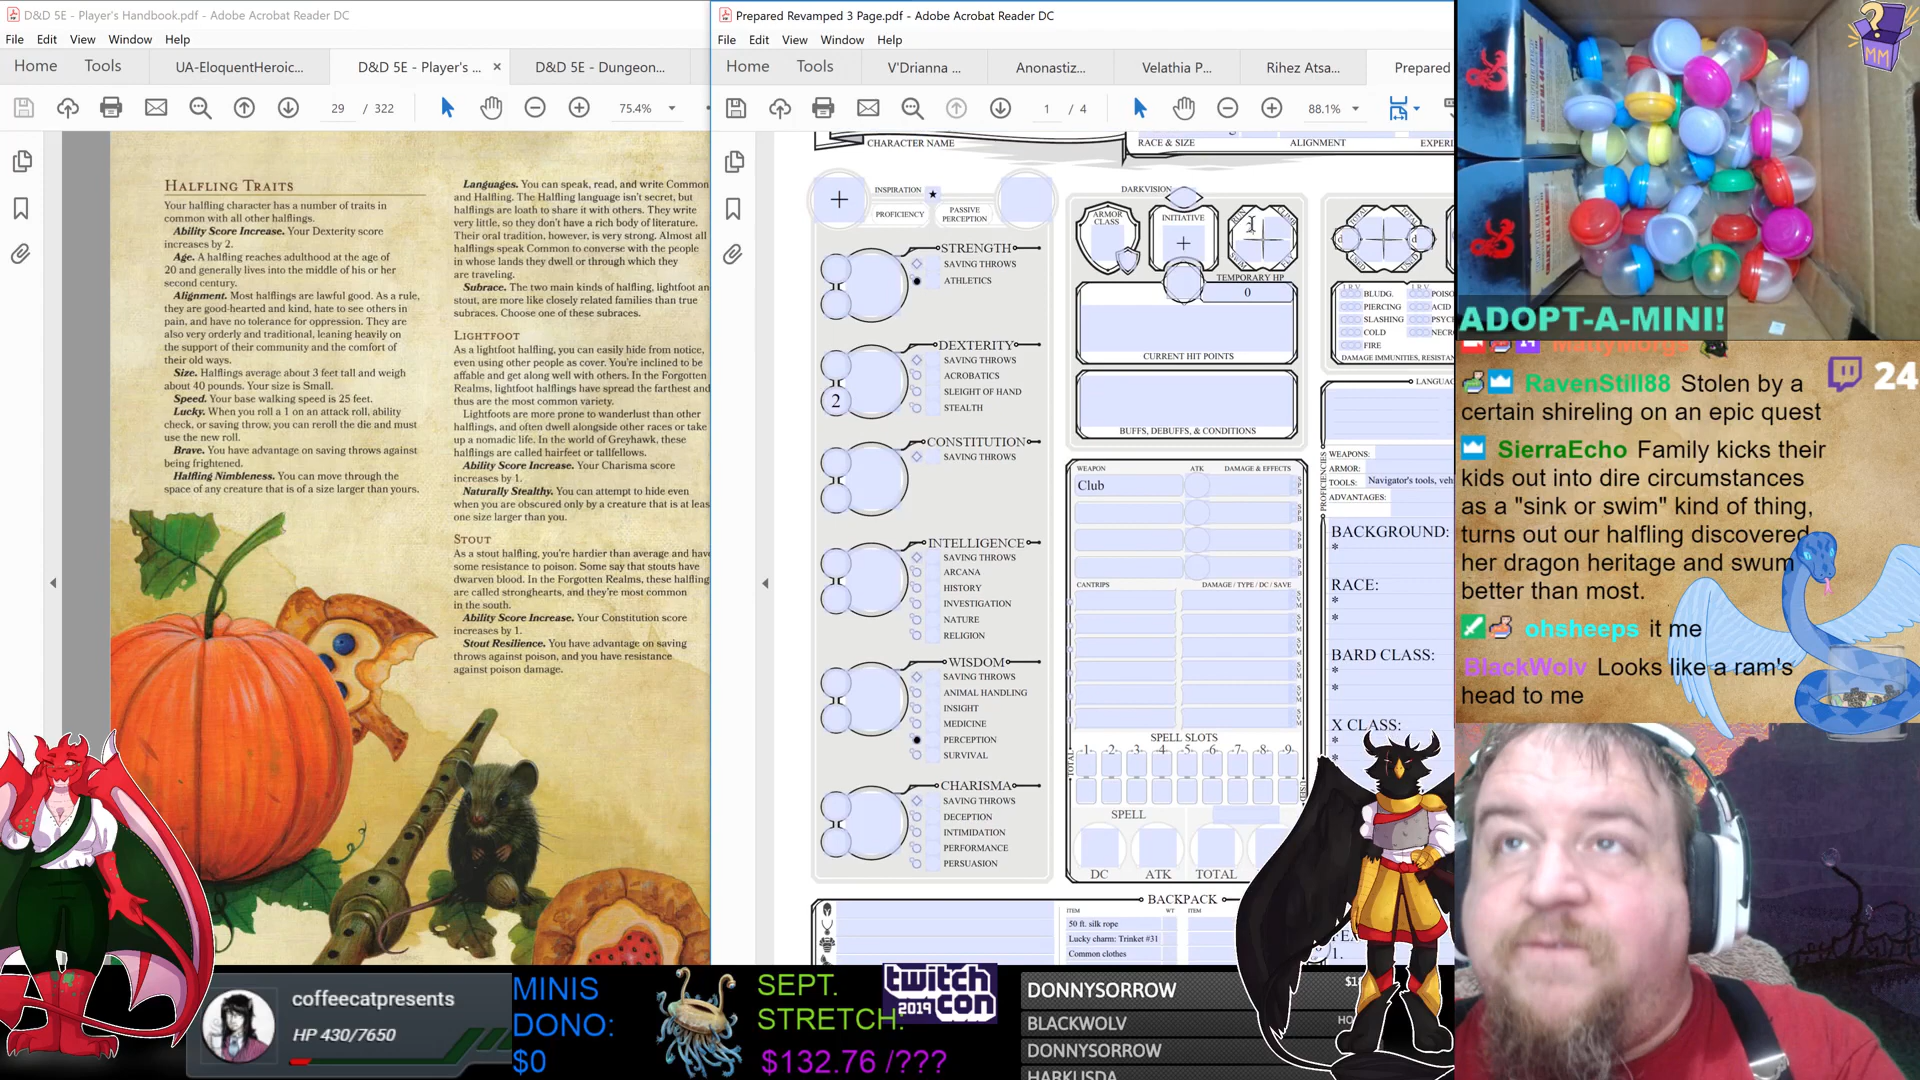 D&D 5E - Player's Handbook.pdf - Adobe Acrobat Reader DC
File Edit View Window Help
Home Tools UA-EloquentHeroic... D&D 5E - Player's ... × D&D 5E - Dungeon...
29 / 322 75.4%
HALFLING TRAITS
Your halfling character has a number of traits in
common with all other halflings.
Ability Score Increase. Your Dexterity score
increases by 2.
Age. A halfling reaches adulthood at the age of
20 and generally lives into the middle of his or her
second century.
Alignment. Most halflings are lawful good. As a rule,
they are good-hearted and kind, hate to see others in
pain, and have no tolerance for oppression. They are
also very orderly and traditional, leaning heavily on
the support of their community and the comfort of
their old ways.
Size. Halflings average about 3 feet tall and weigh
about 40 pounds. Your size is Small.
Speed. Your base walking speed is 25 feet.
Lucky. When you roll a 1 on an attack roll, ability
check, or saving throw, you can reroll the die and must
use the new roll.
Brave. You have advantage on saving throws against
being frightened.
Halfling Nimbleness. You can move through the
space of any creature that is of a size larger than yours.
Languages. You can speak, read, and write Common
and Halfling. The Halfling language isn't secret, but
halflings are loath to share it with others. They write
very little, so they don't have a rich body of literature.
Their oral tradition, however, is very strong. Almost all
halflings speak Common to converse with the people
in whose lands they dwell or through which they
are traveling.
Subrace. The two main kinds of halfling, lightfoot an
stout, are more like closely related families than true
subraces. Choose one of these subraces.
LIGHTFOOT
As a lightfoot halfling, you can easily hide from notice,
even using other people as cover. You're inclined to be
affable and get along well with others. In the Forgotten
Realms, lightfoot halflings have spread the farthest and
thus are the most common variety.
Lightfoots are more prone to wanderlust than other
halflings, and often dwell alongside other races or take
up a nomadic life. In the world of Greyhawk, these
halflings are called hairfeet or tallfellows.
Ability Score Increase. Your Charisma score
increases by 1.
Naturally Stealthy. You can attempt to hide even
when you are obscured only by a creature that is at leas
one size larger than you.
STOUT
As a stout halfling, you're hardier than average and have
some resistance to poison. Some say that stouts have
dwarven blood. In the Forgotten Realms, these halfling
are called stronghearts, and they're most common
in the south.
Ability Score Increase. Your Constitution score
increases by 1.
Stout Resilience. You have advantage on saving
throws against poison, and you have resistance
against poison damage.
Prepared Revamped 3 Page.pdf - Adobe Acrobat Reader DC
File Edit View Window Help
Home Tools V'Drianna ... Anonastiz... Velathia P... Rihez Atsa... Prepared
1 / 4 88.1%
CHARACTER NAME
RACE & SIZE ALIGNMENT EXPERI
+ INSPIRATION ★
PROFICIENCY PASSIVE
PERCEPTION
STRENGTH
SAVING THROWS
ATHLETICS
DEXTERITY
SAVING THROWS
ACROBATICS
SLEIGHT OF HAND
STEALTH
2
CONSTITUTION
SAVING THROWS
INTELLIGENCE
SAVING THROWS
ARCANA
HISTORY
INVESTIGATION
NATURE
RELIGION
WISDOM
SAVING THROWS
ANIMAL HANDLING
INSIGHT
MEDICINE
PERCEPTION
SURVIVAL
CHARISMA
SAVING THROWS
DECEPTION
INTIMIDATION
PERFORMANCE
PERSUASION
DARKVISION
ARMOR
CLASS
INITIATIVE
+
TEMPORARY HP
0
CURRENT HIT POINTS
BUFFS, DEBUFFS, & CONDITIONS
WEAPON ATK DAMAGE & EFFECTS
Club
CANTRIPS DAMAGE / TYPE / DC / SAVE
SPELL SLOTS
-1- -2- -3- -4- -5- -6- -7- -8- -9-
TOTAL
SPELL
DC ATK TOTAL
BACKPACK
ITEM WT ITEM
50 ft. silk rope
Lucky charm: Trinket #31
Common clothes
d d
I R V
BLUDG. POISO
PIERCING ACID
SLASHING PSYC
COLD NECR
FIRE
DAMAGE IMMUNITIES, RESISTAN
LANGUAG
PROFICIENCIES
WEAPONS:
ARMOR:
TOOLS: Navigator's tools, veh
ADVANTAGES:
BACKGROUND:
*
RACE:
*
*
BARD CLASS:
*
*
X CLASS:
*
*
1.
MM
ADOPT-A-MINI!
MattyMorgs
24
RavenStill88 Stolen by a
certain shireling on an epic quest
SierraEcho Family kicks their
kids out into dire circumstances
as a "sink or swim" kind of thing,
turns out our halfling discovered
her dragon heritage and swum
better than most.
ohsheeps it me
BlackWolv Looks like a ram's
head to me
coffeecatpresents
HP 430/7650
MINIS
DONO:
$0
SEPT.
STRETCH:
$132.76 /???
twitch
con
2019
DONNYSORROW
BLACKWOLV
DONNYSORROW
HARKUSDA